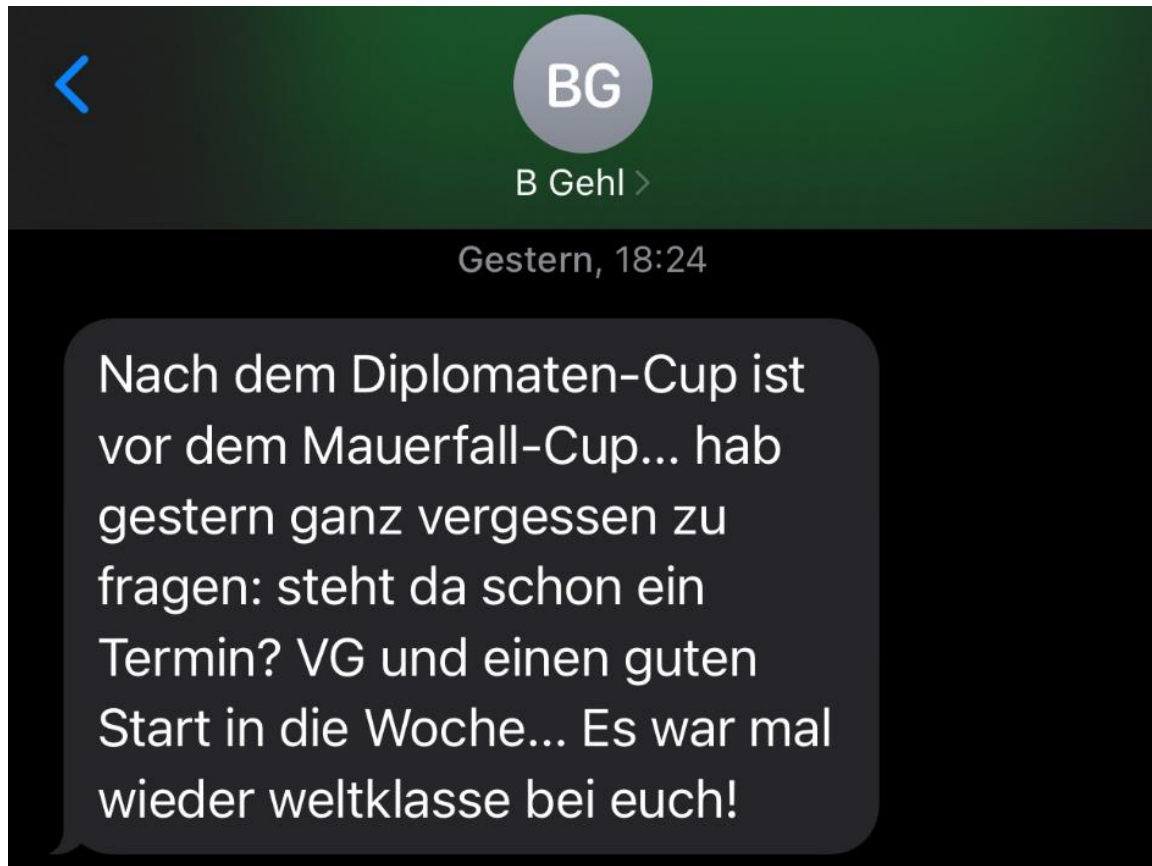 BG
B Gehl
Gestern, 18:24
Nach dem Diplomaten-Cup ist
vor dem Mauerfall-Cup... hab
gestern ganz vergessen zu
fragen: steht da schon ein
Termin? VG und einen guten
Start in die Woche... Es war mal
wieder weltklasse bei euch!